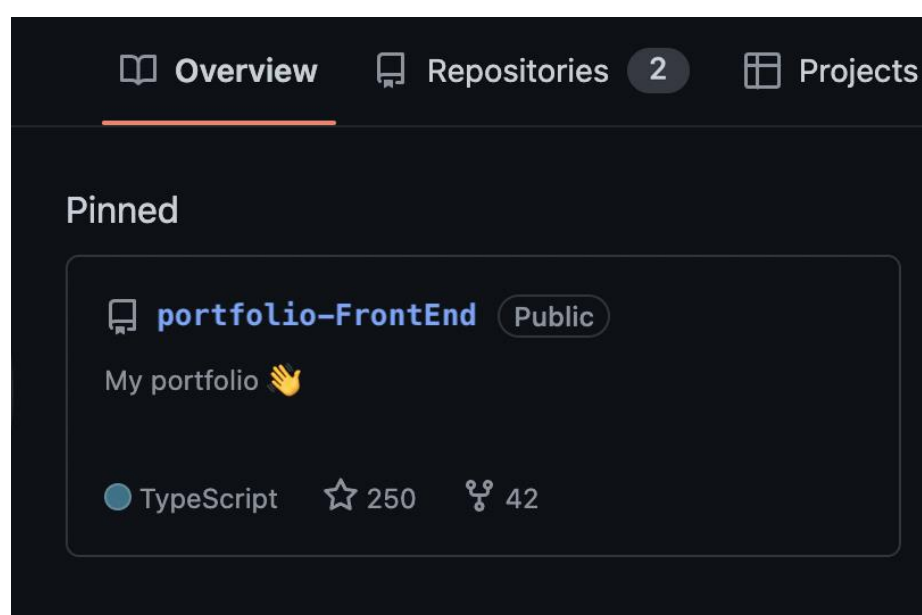 Overview Repositories 2 Projects
Pinned
portfolio-FrontEnd Public
My portfolio 👋
TypeScript 250 42